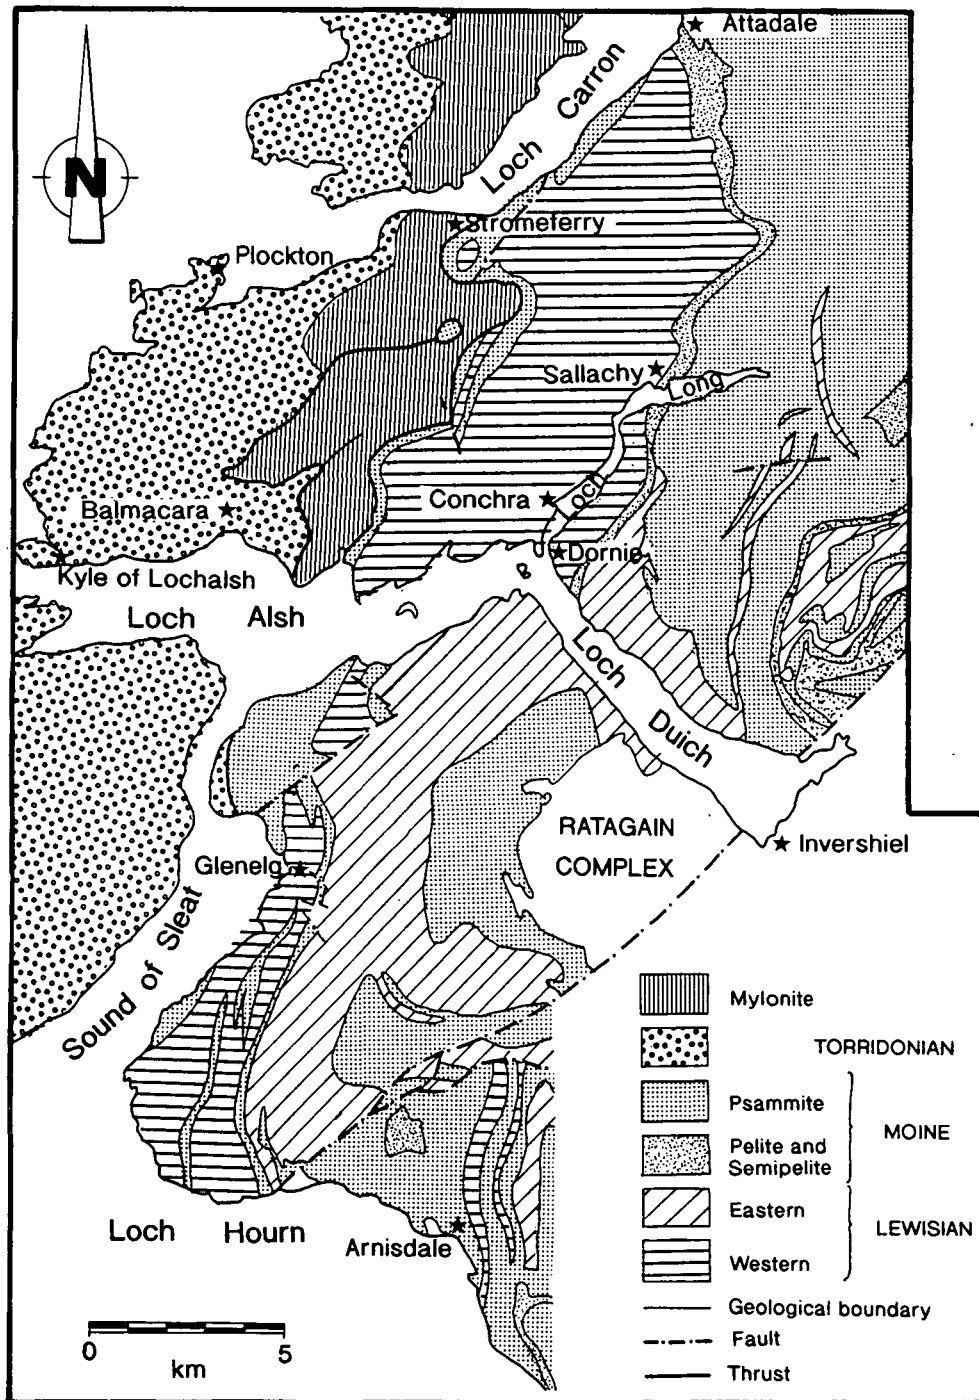 Attadale
Loch Carron
N
Stromeferry
Plockton
Sallachy
Loch Long
Conchra
Balmacara
Dornie
Kyle of Lochalsh
Loch Alsh
Loch Duich
RATAGAIN
COMPLEX
Invershiel
Glenelg
Sound of Sleat
Mylonite
TORRIDONIAN
Psammite
MOINE
Pelite and
Semipelite
Eastern
LEWISIAN
Western
Geological boundary
Fault
Thrust
Loch Hourn
Arnisdale
0 5
km